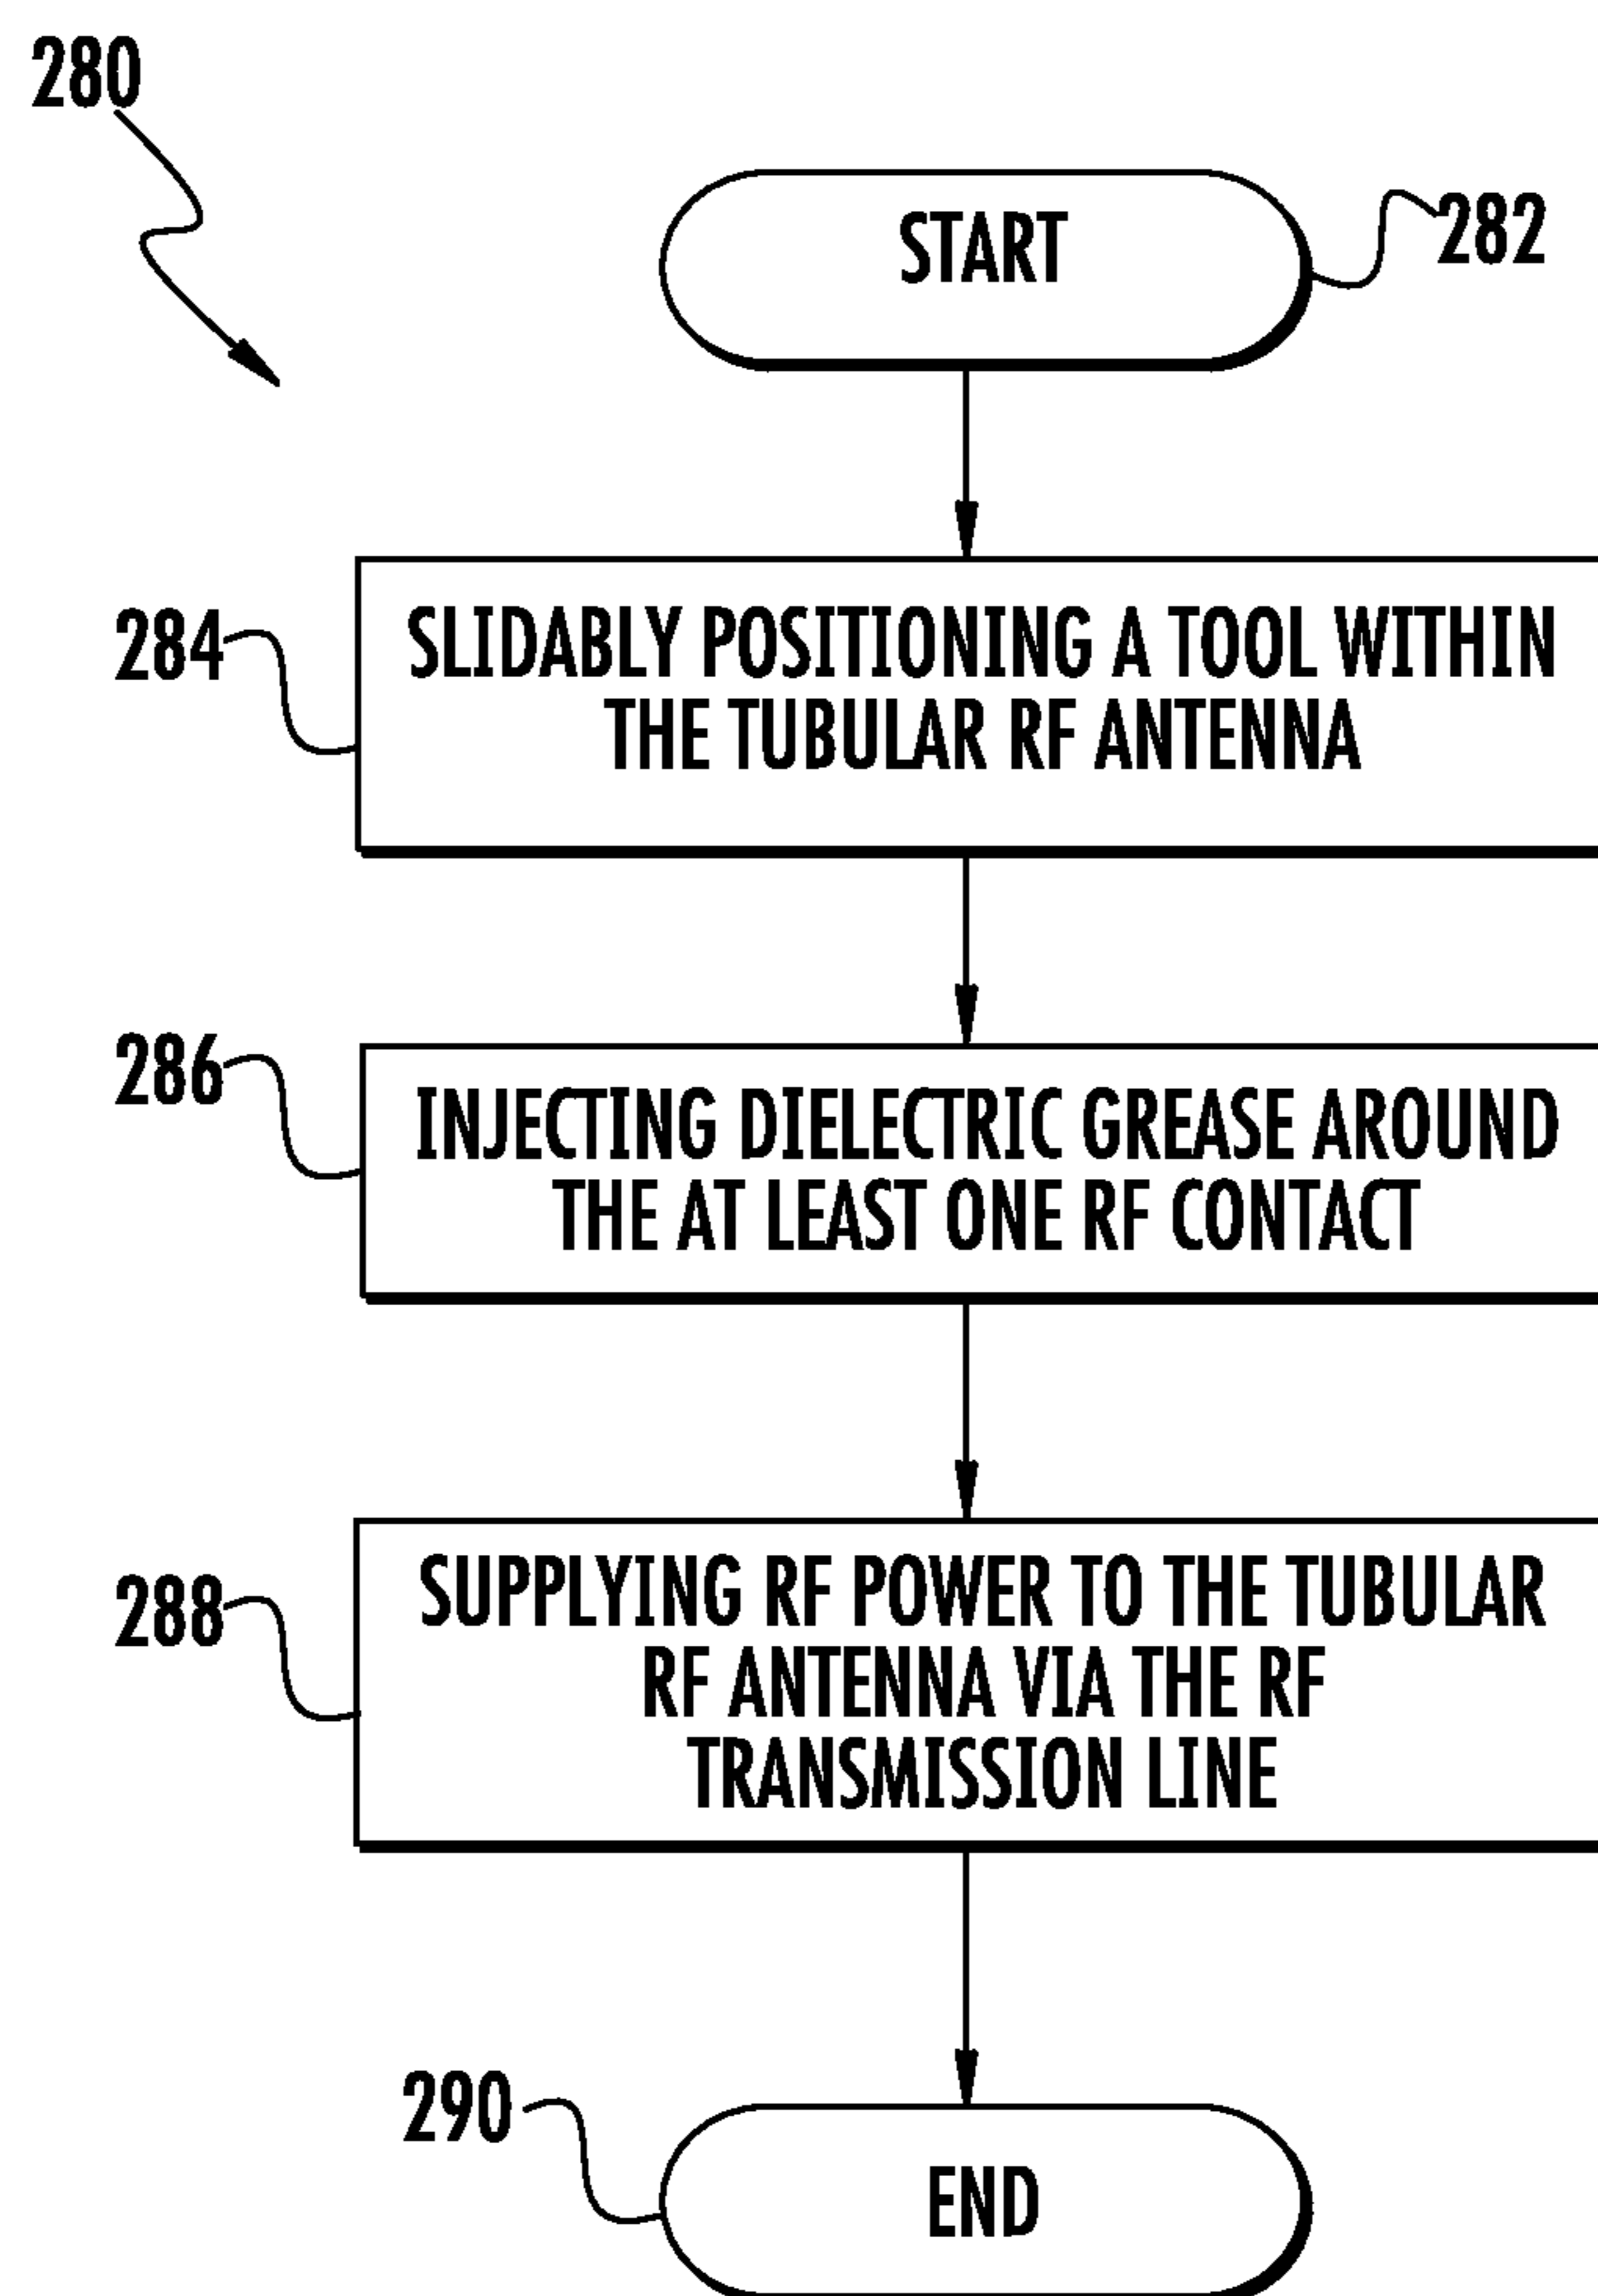 280
START
282
284
SLIDABLY POSITIONING A TOOL WITHIN
THE TUBULAR RF ANTENNA
286
INJECTING DIELECTRIC GREASE AROUND
THE AT LEAST ONE RF CONTACT
288
SUPPLYING RF POWER TO THE TUBULAR
RF ANTENNA VIA THE RF
TRANSMISSION LINE
290
END